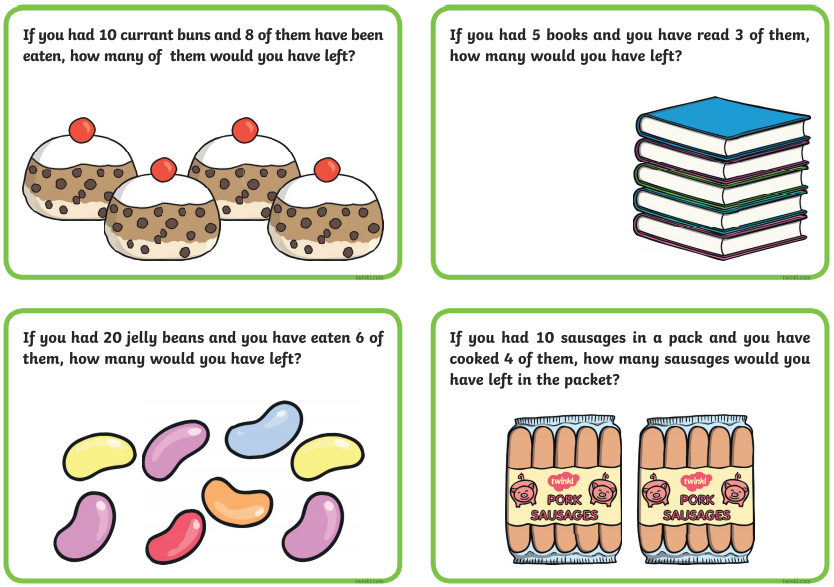 If you had 10 currant buns and 8 of them have been
eaten, how many of them would you have left?
twinkl.com
If you had 5 books and you have read 3 of them,
how many would you have left?
twinkl.com
If you had 20 jelly beans and you have eaten 6 of
them, how many would you have left?
twinkl.com
If you had 10 sausages in a pack and you have
cooked 4 of them, how many sausages would you
have left in the packet?
twinkl
PORK
SAUSAGES
twinkl
PORK
SAUSAGES
twinkl.com